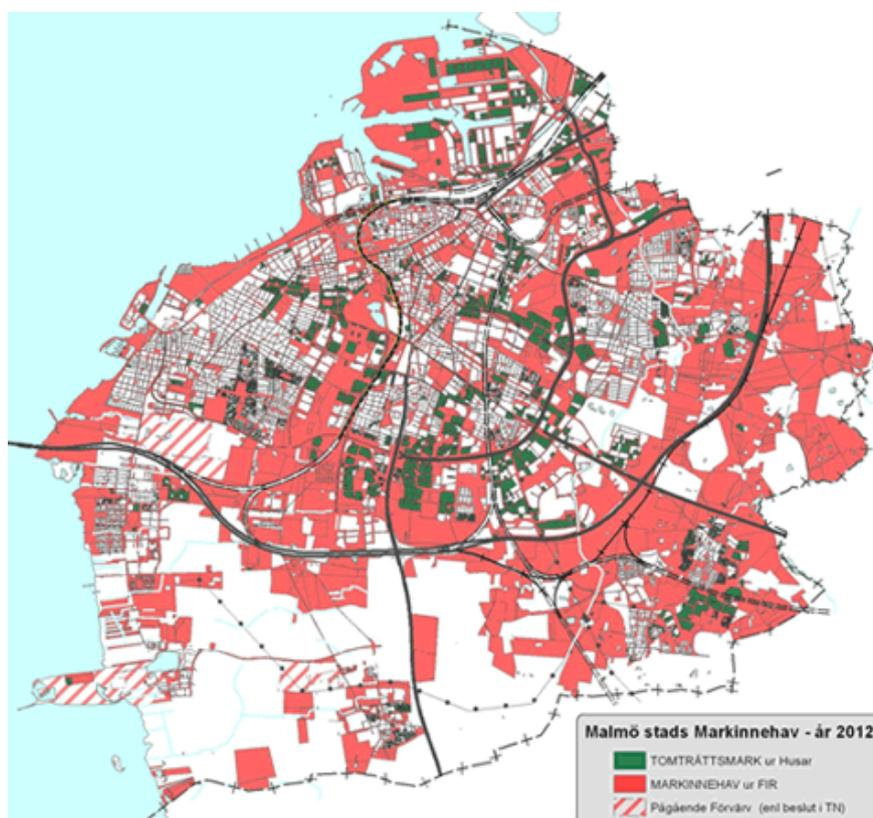 Malmö stads Markinnehav - år 2012
TOMTRÄTTSMARK ur Husar
MARKINNEHAV ur FIR
Pågående Förvärv (enl beslut i TN)